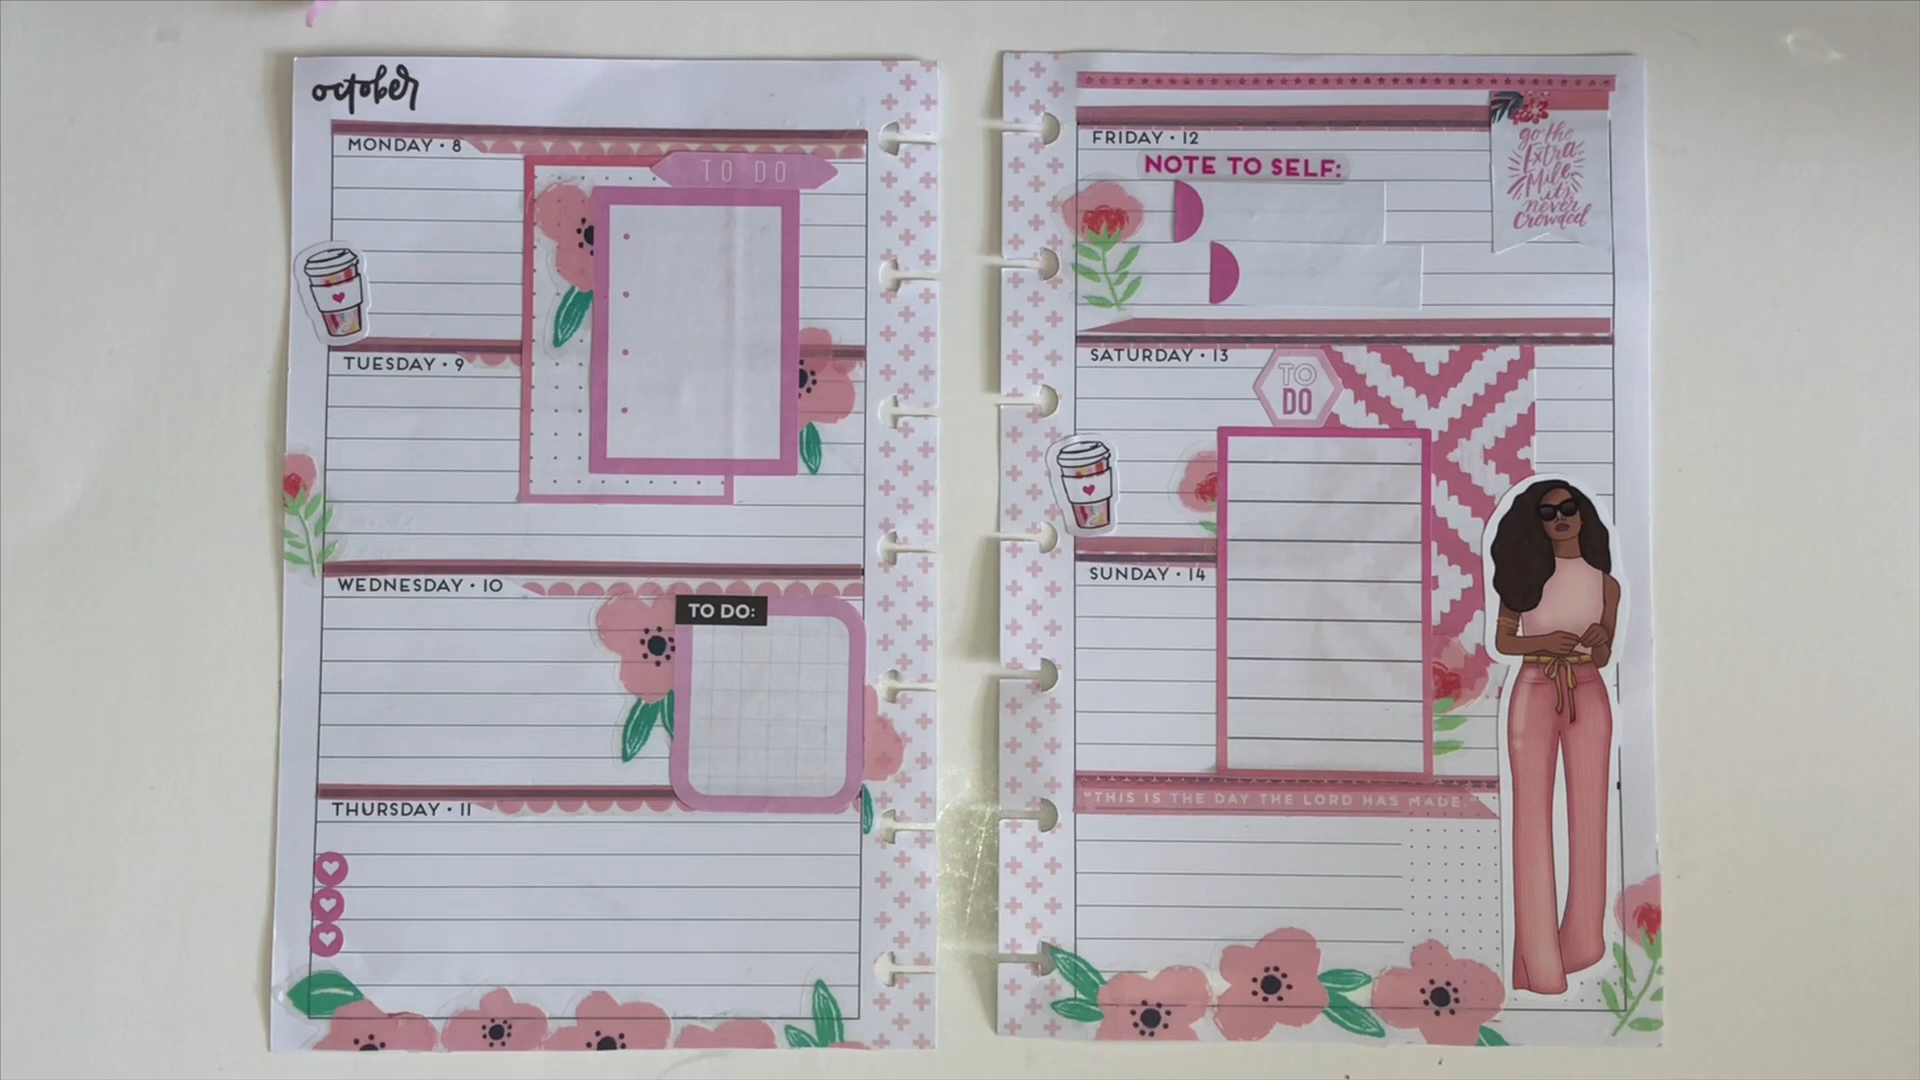 october
MONDAY • 8
TO DO
TUESDAY • 9
WEDNESDAY • 10
TO DO:
THURSDAY • 11
FRIDAY • 12
NOTE TO SELF:
go the
Extra
Mile
it's
never
Crowded
SATURDAY • 13
TO
DO
SUNDAY • 14
"THIS IS THE DAY THE LORD HAS MADE."